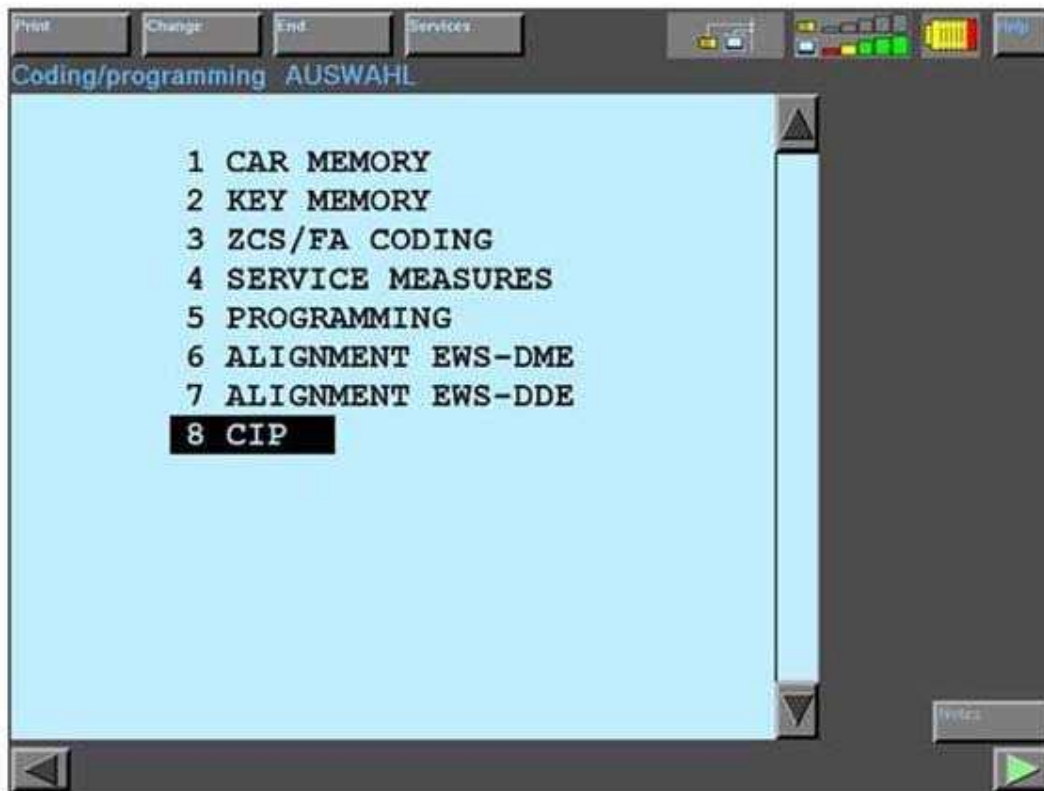 Print Change End Services Help
Coding/programming AUSWAHL
1 CAR MEMORY
2 KEY MEMORY
3 ZCS/FA CODING
4 SERVICE MEASURES
5 PROGRAMMING
6 ALIGNMENT EWS-DME
7 ALIGNMENT EWS-DDE
8 CIP
Notes